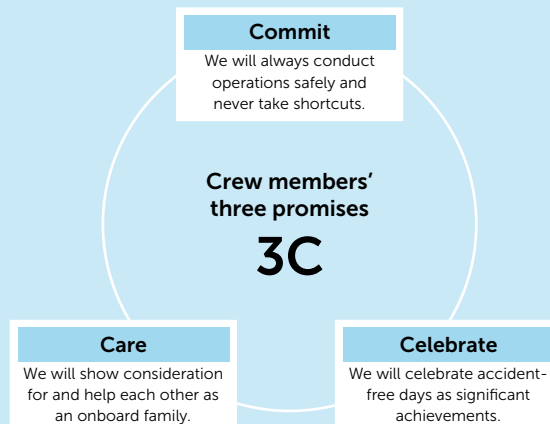 Commit
We will always conduct
operations safely and
never take shortcuts.
Crew members’
three promises
3C
Care
We will show consideration
for and help each other as
an onboard family.
Celebrate
We will celebrate accident-
free days as significant
achievements.